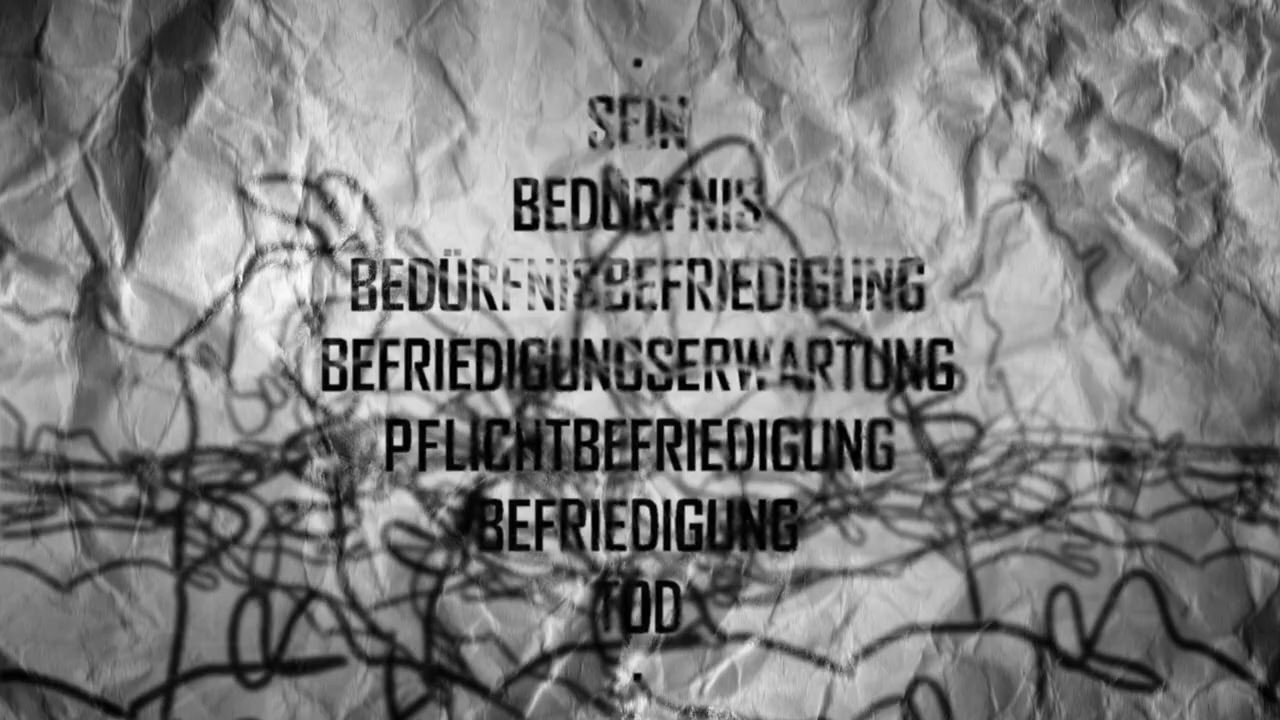 .
SEIN
BEDÜRFNIS
BEDÜRFNISBEFRIEDIGUNG
BEFRIEDIGUNGSERWARTUNG
PFLICHTBEFRIEDIGUNG
BEFRIEDIGUNG
TOD
.